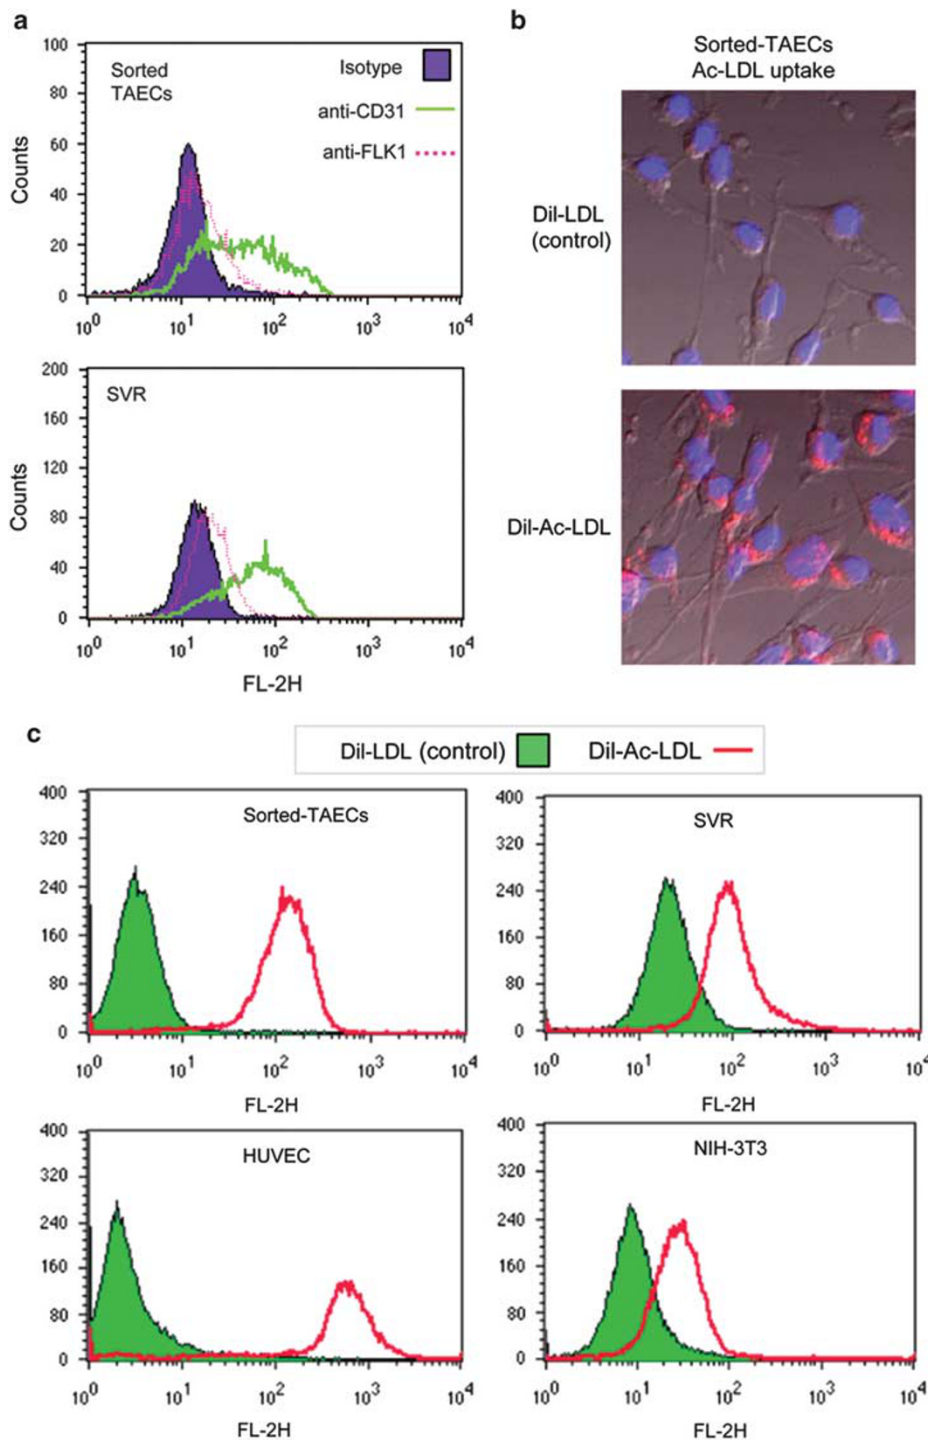 a
100
80
60
40
20
0
Counts
Sorted
TAECs
Isotype
anti-CD31
anti-FLK1
10⁰ 10¹ 10² 10³ 10⁴
200
160
120
80
40
0
Counts
SVR
10⁰ 10¹ 10² 10³ 10⁴
FL-2H
b
Sorted-TAECs
Ac-LDL uptake
Dil-LDL
(control)
Dil-Ac-LDL
c
Dil-LDL (control) Dil-Ac-LDL
400
320
240
160
80
0
Sorted-TAECs
10⁰ 10¹ 10² 10³ 10⁴
FL-2H
400
320
240
160
80
0
SVR
10⁰ 10¹ 10² 10³ 10⁴
FL-2H
400
320
240
160
80
0
HUVEC
10⁰ 10¹ 10² 10³ 10⁴
FL-2H
400
320
240
160
80
0
NIH-3T3
10⁰ 10¹ 10² 10³ 10⁴
FL-2H